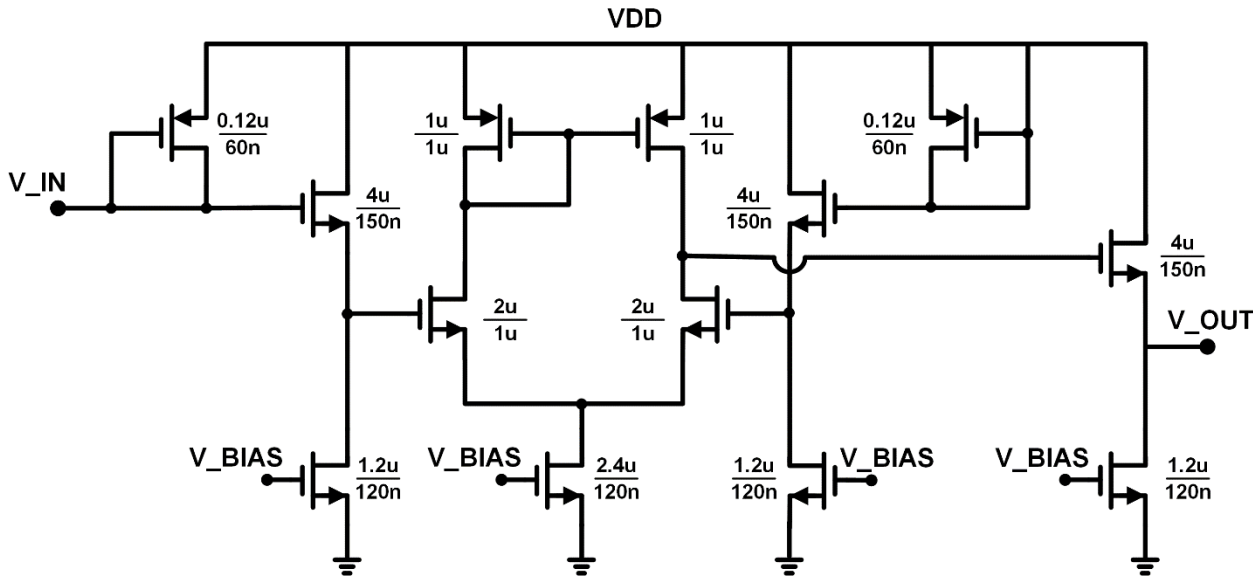 VDD
0.12u
60n
1u
1u
1u
1u
0.12u
60n
V_IN
4u
150n
4u
150n
4u
150n
2u
1u
2u
1u
V_OUT
V_BIAS
1.2u
120n
V_BIAS
2.4u
120n
1.2u
120n
V_BIAS
V_BIAS
1.2u
120n